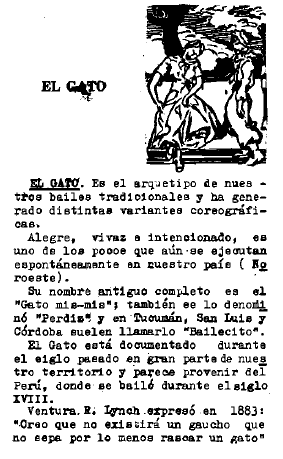 EL GATO
EL GATO. Es el arquetipo de nues -
tros bailes tradicionales y ha gene-
rado distintas variantes coreográfi-
cas.
Alegre, vivaz e intencionado, es
uno de los pocos que aún se ejecutan
espontáneamente en nuestro país ( No
roeste).
Su nombre antiguo completo es el
"Gato mis-mis"; también se lo denomi
nó "Perdiz" y en Tucumán, San Luis y
Córdoba suelen llamarlo "Bailecito".
El Gato está documentado durante
el siglo pasado en gran parte de nues
tro territorio y parece provenir del
Perú, donde se bailó durante el siglo
XVIII.
Ventura. R. Lynch expresó en 1883:
"Creo que no existirá un gaucho que
no sepa por lo menos rascar un gato"